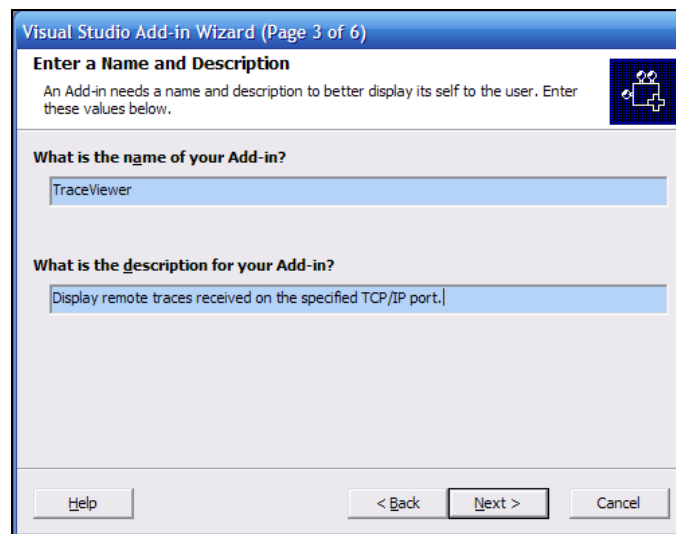 Visual Studio Add-in Wizard (Page 3 of 6)
Enter a Name and Description
An Add-in needs a name and description to better display its self to the user. Enter
these values below.
What is the name of your Add-in?
TraceViewer
What is the description for your Add-in?
Display remote traces received on the specified TCP/IP port.
Help
< Back
Next >
Cancel